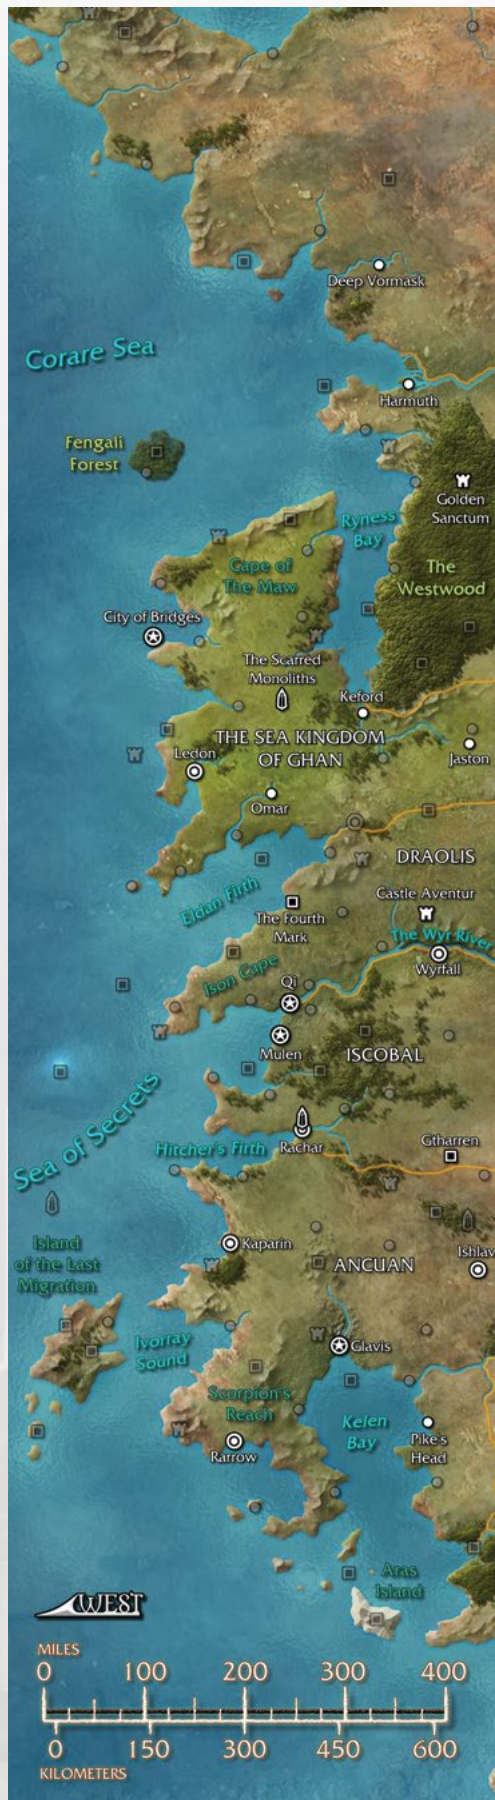 Deep Vormask
Corare Sea
Harmuth
Fengali
Forest
Golden
Sanctum
Ryness
Bay
Cape of
The Maw
The
Westwood
City of Bridges
The Scarred
Monoliths
Keford
THE SEA KINGDOM
OF GHAN
Ledon
Jaston
Omar
DRAOLIS
Eldan Firth
Castle Aventur
The Fourth
Mark
The Wyr River
Wyrfall
Ison Cape
Qi
Mulen
ISCOBAL
Sea of Secrets
Rachar
Hitcher's Firth
Gtharren
Island
of the Last
Migration
Kaparin
Ishlav
ANCUAN
Ivorray
Sound
Glavis
Scorpion's
Reach
Kelen
Bay
Pike's
Head
Rarrow
Aras
Island
WEST
MILES
0 100 200 300 400
0 150 300 450 600
KILOMETERS